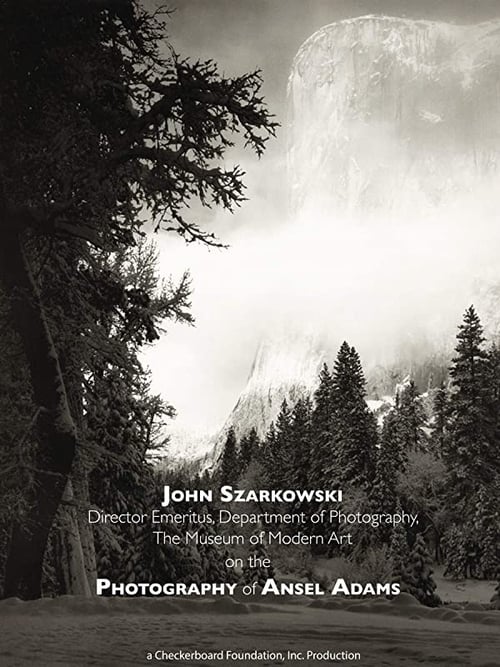 JOHN SZARKOWSKI
Director Emeritus, Department of Photography,
The Museum of Modern Art
on the
PHOTOGRAPHY of ANSEL ADAMS
a Checkerboard Foundation, Inc. Production